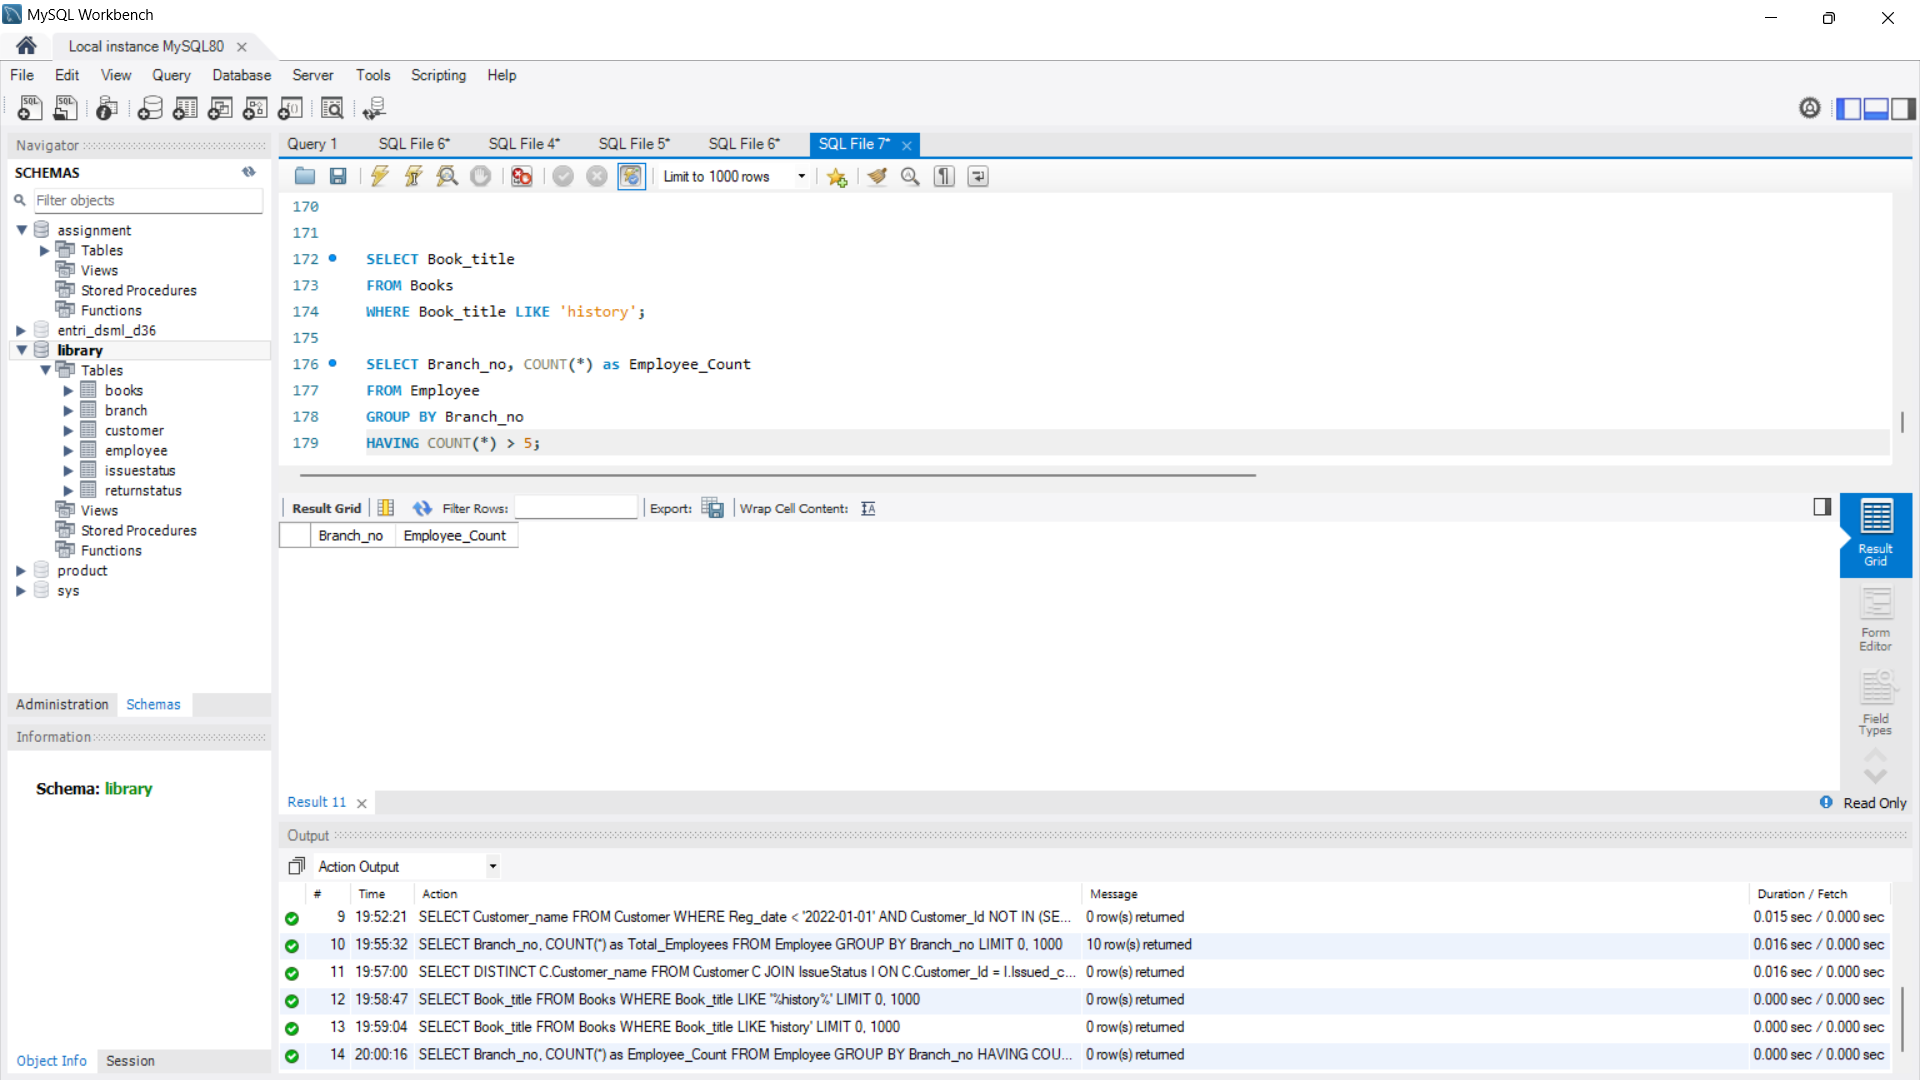 MySQL Workbench
Local instance MySQL80
File Edit View Query Database Server Tools Scripting Help
Navigator
SCHEMAS
Filter objects
assignment
Tables
Views
Stored Procedures
Functions
entri_dsml_d36
library
Tables
books
branch
customer
employee
issuestatus
returnstatus
Views
Stored Procedures
Functions
product
sys
Administration Schemas
Information
Schema: library
Object Info Session
Query 1 SQL File 6* SQL File 4* SQL File 5* SQL File 6* SQL File 7*
Limit to 1000 rows
170
171
172 SELECT Book_title
173 FROM Books
174 WHERE Book_title LIKE 'history';
175
176 SELECT Branch_no, COUNT(*) as Employee_Count
177 FROM Employee
178 GROUP BY Branch_no
179 HAVING COUNT(*) > 5;
Result Grid Filter Rows: Export: Wrap Cell Content:
Branch_no Employee_Count
Result Grid
Form Editor
Field Types
Result 11
Read Only
Output
Action Output
# Time Action Message Duration / Fetch
9 19:52:21 SELECT Customer_name FROM Customer WHERE Reg_date < '2022-01-01' AND Customer_Id NOT IN (SE... 0 row(s) returned 0.015 sec / 0.000 sec
10 19:55:32 SELECT Branch_no, COUNT(*) as Total_Employees FROM Employee GROUP BY Branch_no LIMIT 0, 1000 10 row(s) returned 0.016 sec / 0.000 sec
11 19:57:00 SELECT DISTINCT C.Customer_name FROM Customer C JOIN IssueStatus I ON C.Customer_Id = I.Issued_c... 0 row(s) returned 0.016 sec / 0.000 sec
12 19:58:47 SELECT Book_title FROM Books WHERE Book_title LIKE '%history%' LIMIT 0, 1000 0 row(s) returned 0.000 sec / 0.000 sec
13 19:59:04 SELECT Book_title FROM Books WHERE Book_title LIKE 'history' LIMIT 0, 1000 0 row(s) returned 0.000 sec / 0.000 sec
14 20:00:16 SELECT Branch_no, COUNT(*) as Employee_Count FROM Employee GROUP BY Branch_no HAVING COU... 0 row(s) returned 0.000 sec / 0.000 sec